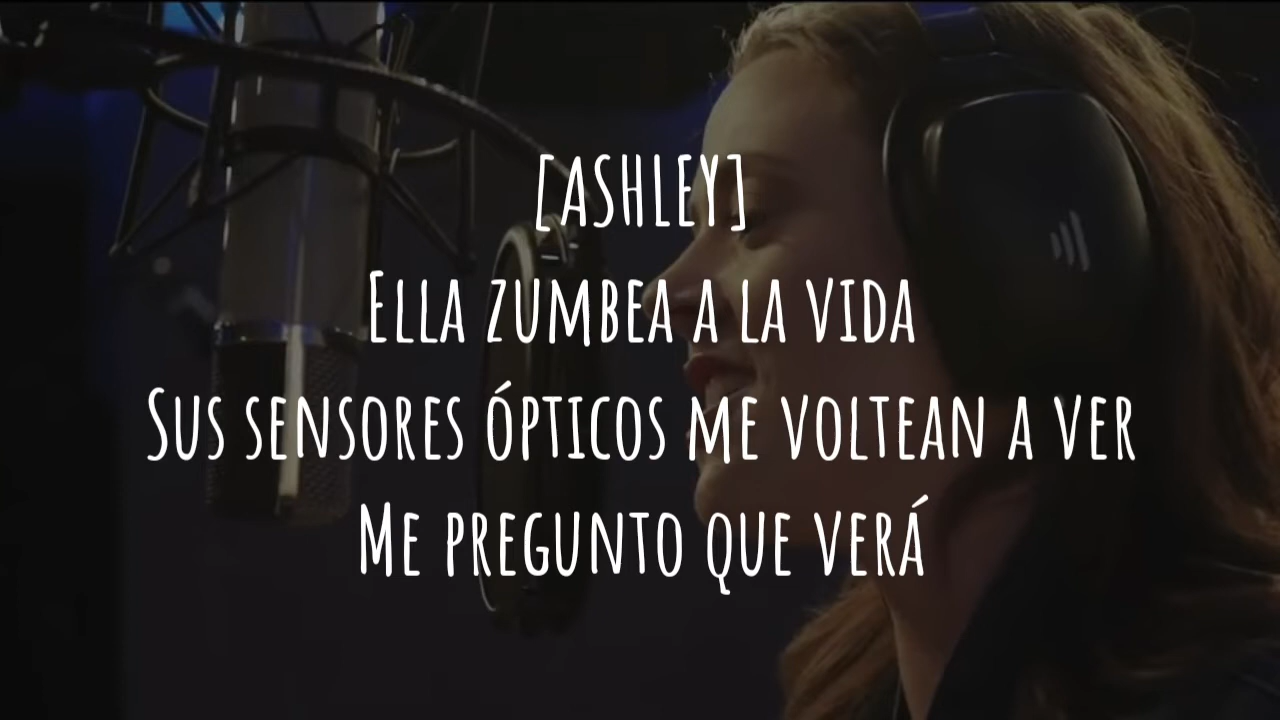 [ASHLEY]
Ella zumbea a la vida
Sus sensores ópticos me voltean a ver
Me pregunto que verá